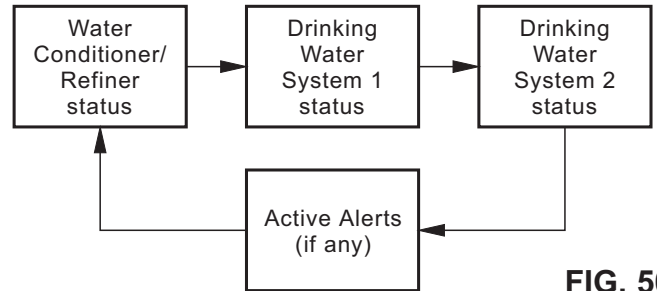 Water
Conditioner/
Refiner
status
Drinking
Water
System 1
status
Drinking
Water
System 2
status
Active Alerts
(if any)
FIG.